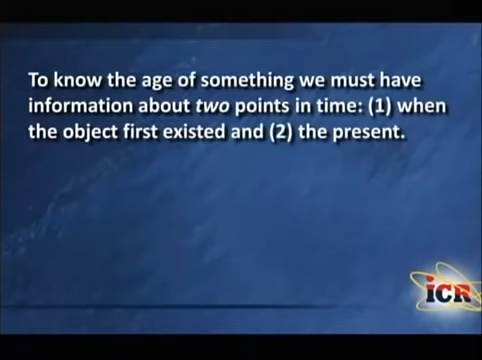 To know the age of something we must have
information about two points in time: (1) when
the object first existed and (2) the present.
iCR